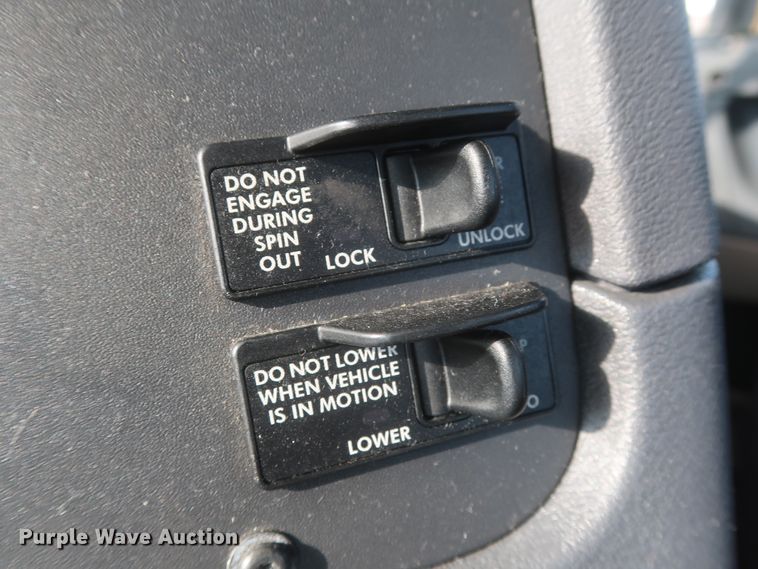 DO NOT
ENGAGE
DURING
SPIN
OUT
LOCK
UNLOCK
DO NOT LOWER
WHEN VEHICLE
IS IN MOTION
LOWER
Purple Wave Auction